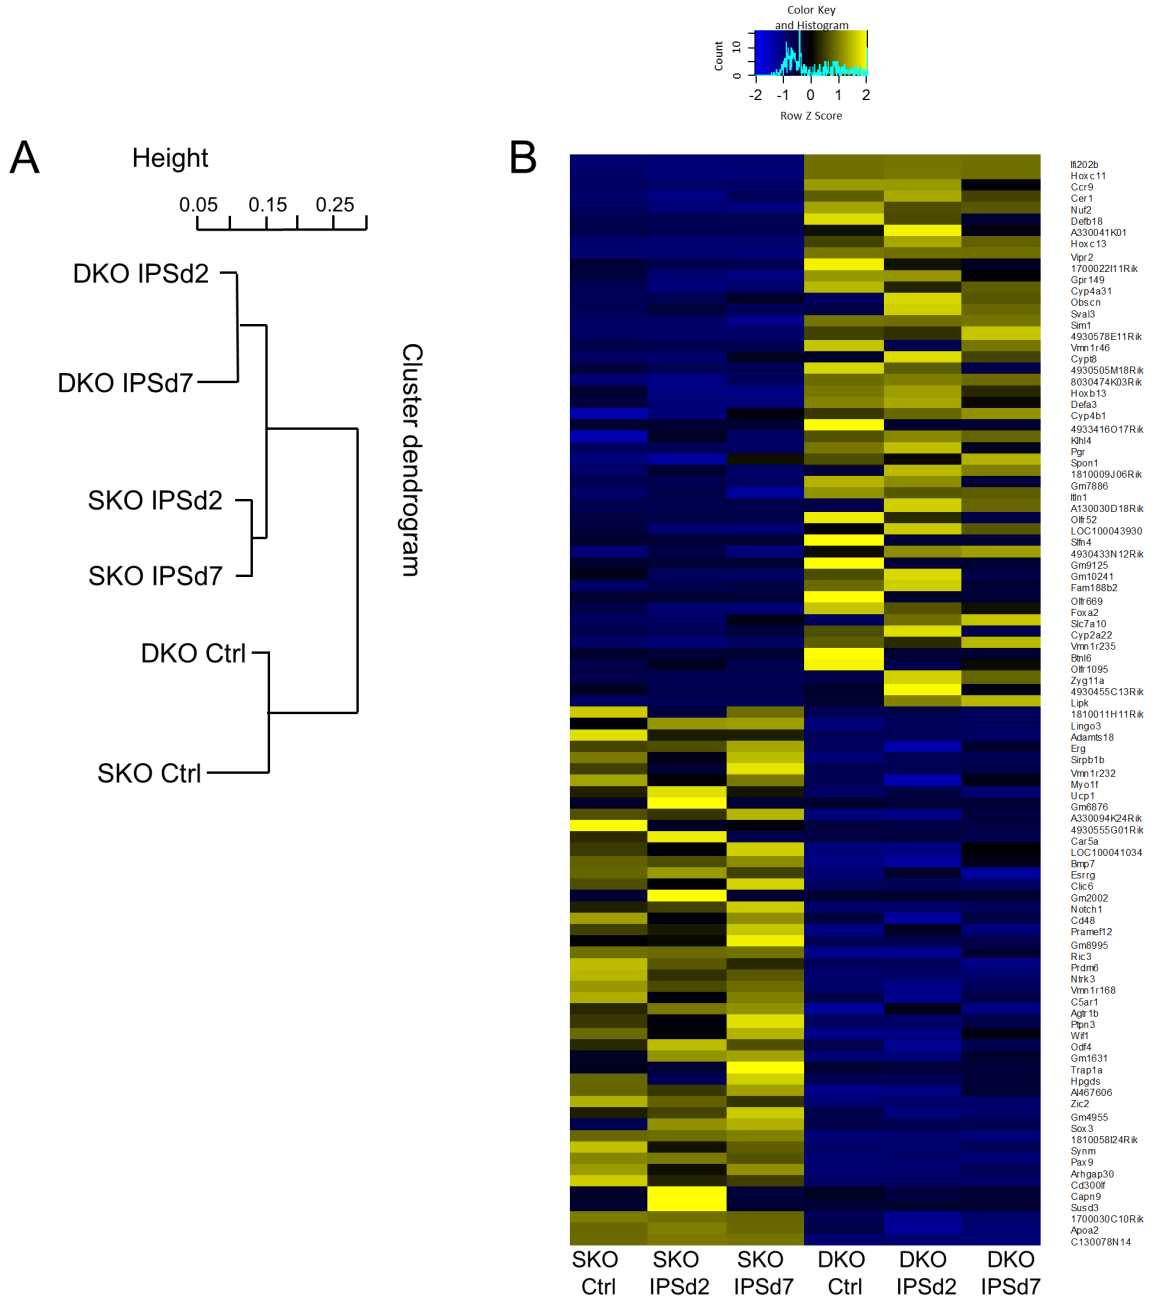 Color Key
and Histogram
Count
0
10
-2 -1 0 1 2
Row Z Score
A
Height
0.05 0.15 0.25
DKO IPSd2
DKO IPSd7
SKO IPSd2
SKO IPSd7
DKO Ctrl
SKO Ctrl
Cluster dendrogram
B
Ifi202b
Hoxc11
Ccr9
Cer1
Nuf2
Defb18
A330041K01
Hoxc13
Vipr2
1700022I11Rik
Gpr149
Cyp4a31
Obscn
Sval3
Sim1
4930578E11Rik
Vmn1r46
Cypt8
4930505M18Rik
8030474K03Rik
Hoxb13
Defa3
Cyp4b1
4933416O17Rik
Klhl4
Pgr
Spon1
1810009J06Rik
Gm7886
Itln1
A130030D18Rik
Olfr52
LOC100043930
Slfn4
4930433N12Rik
Gm9125
Gm10241
Fam188b2
Olfr669
Foxa2
Slc7a10
Cyp2a22
Vmn1r235
Btnl6
Olfr1095
Zyg11a
4930455C13Rik
Lipk
1810011H11Rik
Lingo3
Adamts18
Erg
Sirpb1b
Vmn1r232
Myo1f
Ucp1
Gm6876
A330094K24Rik
4930555G01Rik
Car5a
LOC100041034
Bmp7
Esrrg
Clic6
Gm2002
Notch1
Cd48
Pramef12
Gm8995
Ric3
Prdm6
Ntrk3
Vmn1r168
C5ar1
Agtr1b
Ptpn3
Wif1
Odf4
Gm1631
Trap1a
Hpgds
AI467606
Zic2
Gm4955
Sox3
1810058I24Rik
Synm
Pax9
Arhgap30
Cd300lf
Capn9
Susd3
1700030C10Rik
Apoa2
C130078N14
SKO SKO SKO DKO DKO DKO
Ctrl IPSd2 IPSd7 Ctrl IPSd2 IPSd7